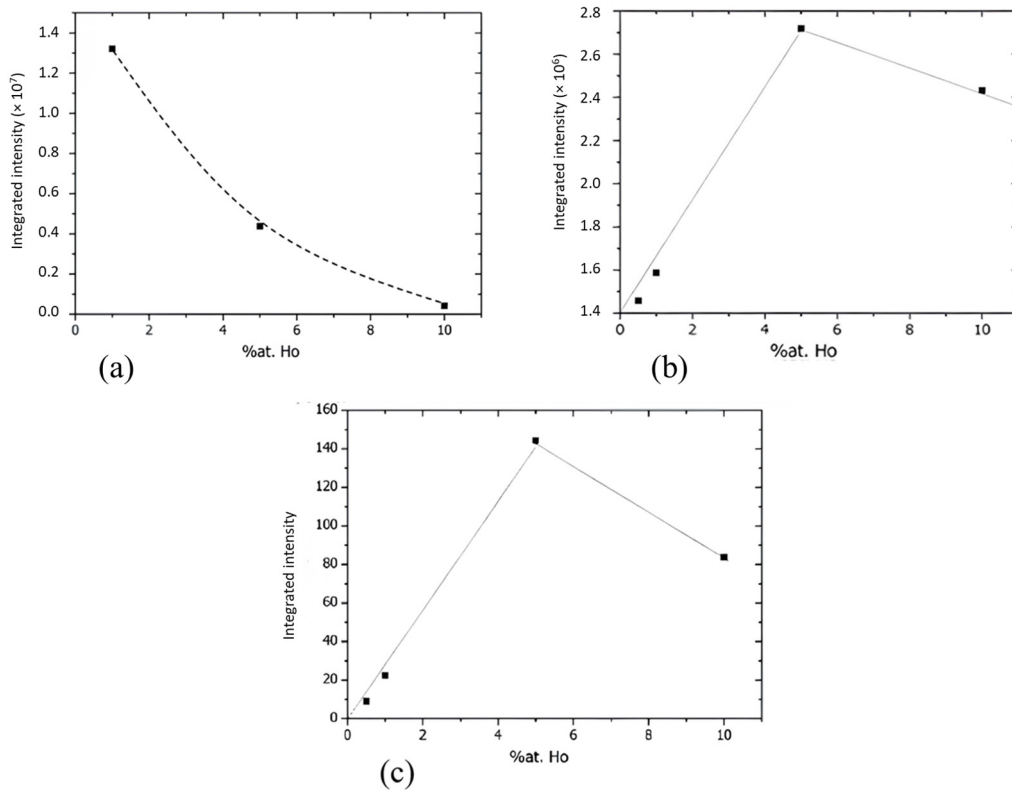 Integrated intensity (× 10⁷)
1.4
1.2
1.0
1.3
0.8
0.6
0.4
0.2
0.0
0 2 4 6 8 10
%at. Ho
(a)
Integrated intensity (× 10⁶)
2.8
2.6
2.4
2.2
2.0
1.8
1.6
1.4
0 2 4 6 8 10
%at. Ho
(b)
Integrated intensity
160
140
120
100
80
60
40
20
0
0 2 4 6 8 10
%at. Ho
(c)